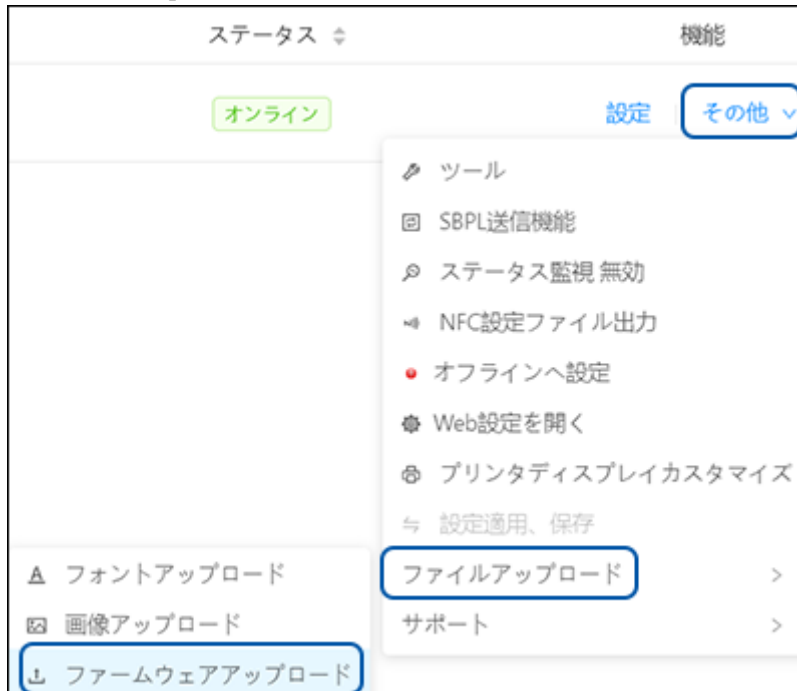 ステータス 機能
オンライン 設定 その他
ツール
SBPL送信機能
ステータス監視 無効
NFC設定ファイル出力
オフラインへ設定
Web設定を開く
プリンタディスプレイカスタマイズ
設定適用、保存
ファイルアップロード
サポート
フォントアップロード
画像アップロード
ファームウェアアップロード